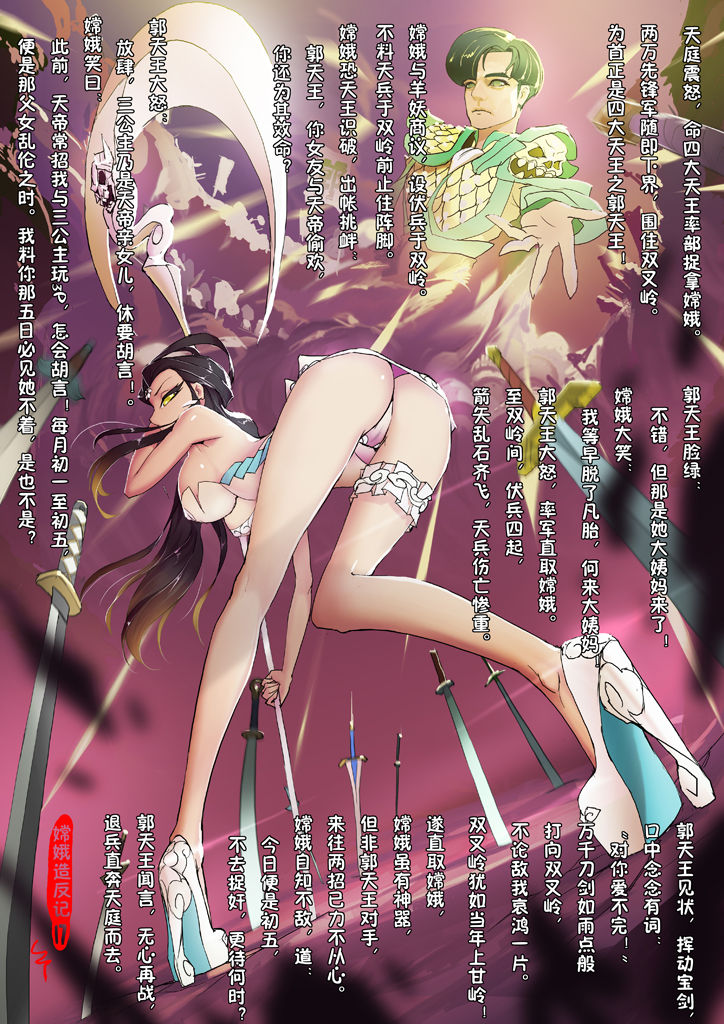 天庭震怒，命四大天王率部捉拿嫦娥。
两万先锋军随即下界，围住双叉岭。
为首正是四大天王之郭天王！
嫦娥与羊妖商议，设伏兵于双岭。
不料天兵于双岭前止住阵脚。
嫦娥恐天王识破，出帐挑衅：
郭天王，你女友与天帝偷欢，
你还为其效命？
郭天王大怒：
放肆，三公主乃是天帝亲女儿，休要胡言！
嫦娥笑曰：
此前，天帝常招我与三公主玩3P，怎会胡言！每月初一至初五，
便是那父女乱伦之时。我料你那五日必见她不着，是也不是？
郭天王脸绿：
不错，但那是她大姨妈来了！
嫦娥大笑：
我等早脱了凡胎，何来大姨妈！
郭天王大怒，率军直取嫦娥。
至双岭间，伏兵四起，
箭矢乱石齐飞，天兵伤亡惨重。
郭天王见状，挥动宝剑，
口中念念有词：
“对你爱不完！”
万千刀剑如雨点般
打向双叉岭，
不论敌我哀鸿一片。
双叉岭犹如当年上甘岭！
遂直取嫦娥，
嫦娥虽有神器，
但非郭天王对手，
来往两招已力不从心。
嫦娥自知不敌，道：
今日便是初五，
不去捉奸，更待何时？
郭天王闻言，无心再战，
退兵直奔天庭而去。
嫦娥造反记
17